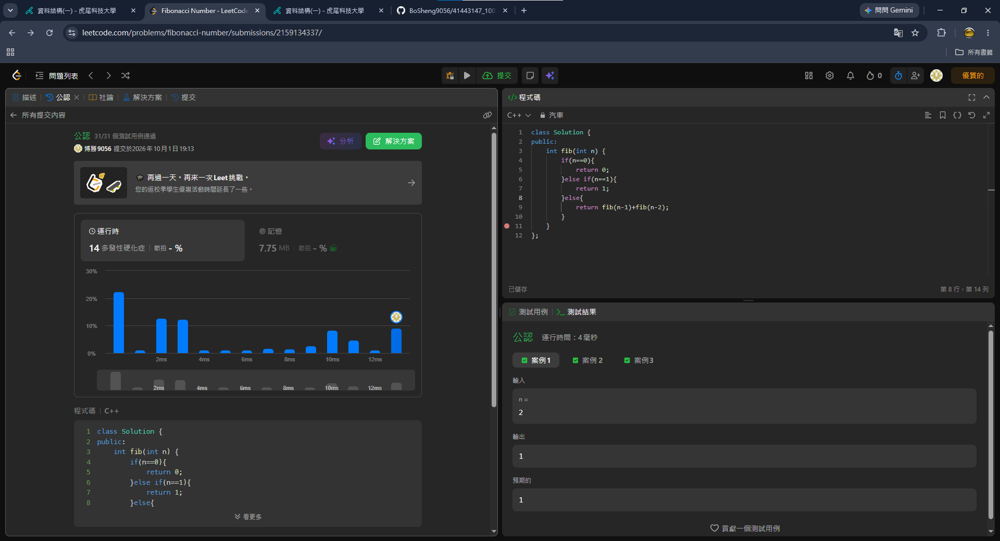 資料結構(一) - 虎尾科技大學
Fibonacci Number - LeetCode
資料結構(一) - 虎尾科技大學
BoSheng9056/41443147_100
問問 Gemini
leetcode.com/problems/fibonacci-number/submissions/2159134337/
所有書籤
問題列表
提交
0
優質的
描述
公認
社論
解決方案
提交
所有提交內容
公認 31/31 個測試用例通過
博勝9056 提交於2026年10月1日19:13
分析
解決方案
再過一天。再來一次Leet挑戰。
您的返校季學生優惠活動時間延長了一些。
運行時
14 多發性硬化症 節拍 - %
記憶
7.75 MB 節拍 - %
30%
20%
10%
0%
2ms 4ms 6ms 8ms 10ms 12ms
2ms 4ms 6ms 8ms 10ms 12ms
程式碼 C++
1 class Solution {
2 public:
3     int fib(int n) {
4         if(n==0){
5             return 0;
6         }else if(n==1){
7             return 1;
8         }else{
看更多
程式碼
C++ 汽車
1 class Solution {
2 public:
3     int fib(int n) {
4         if(n==0){
5             return 0;
6         }else if(n==1){
7             return 1;
8         }else{
9             return fib(n-1)+fib(n-2);
10         }
11     }
12 };
已儲存
第 8 行，第 14 列
測試用例
測試結果
公認 運行時間：4毫秒
案例1
案例 2
案例3
輸入
n =
2
輸出
1
預期的
1
貢獻一個測試用例